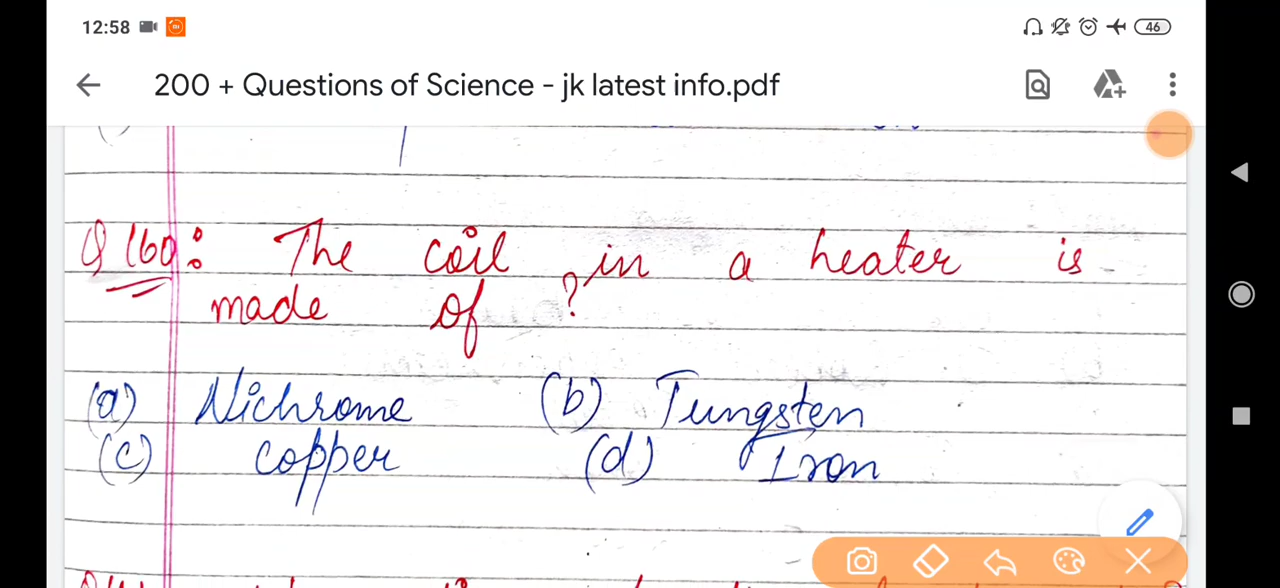 12:58
46
200 + Questions of Science - jk latest info.pdf
Q 160: The coil in a heater is
made of ?
(a) Nichrome (b) Tungsten
(c) copper (d) Iron